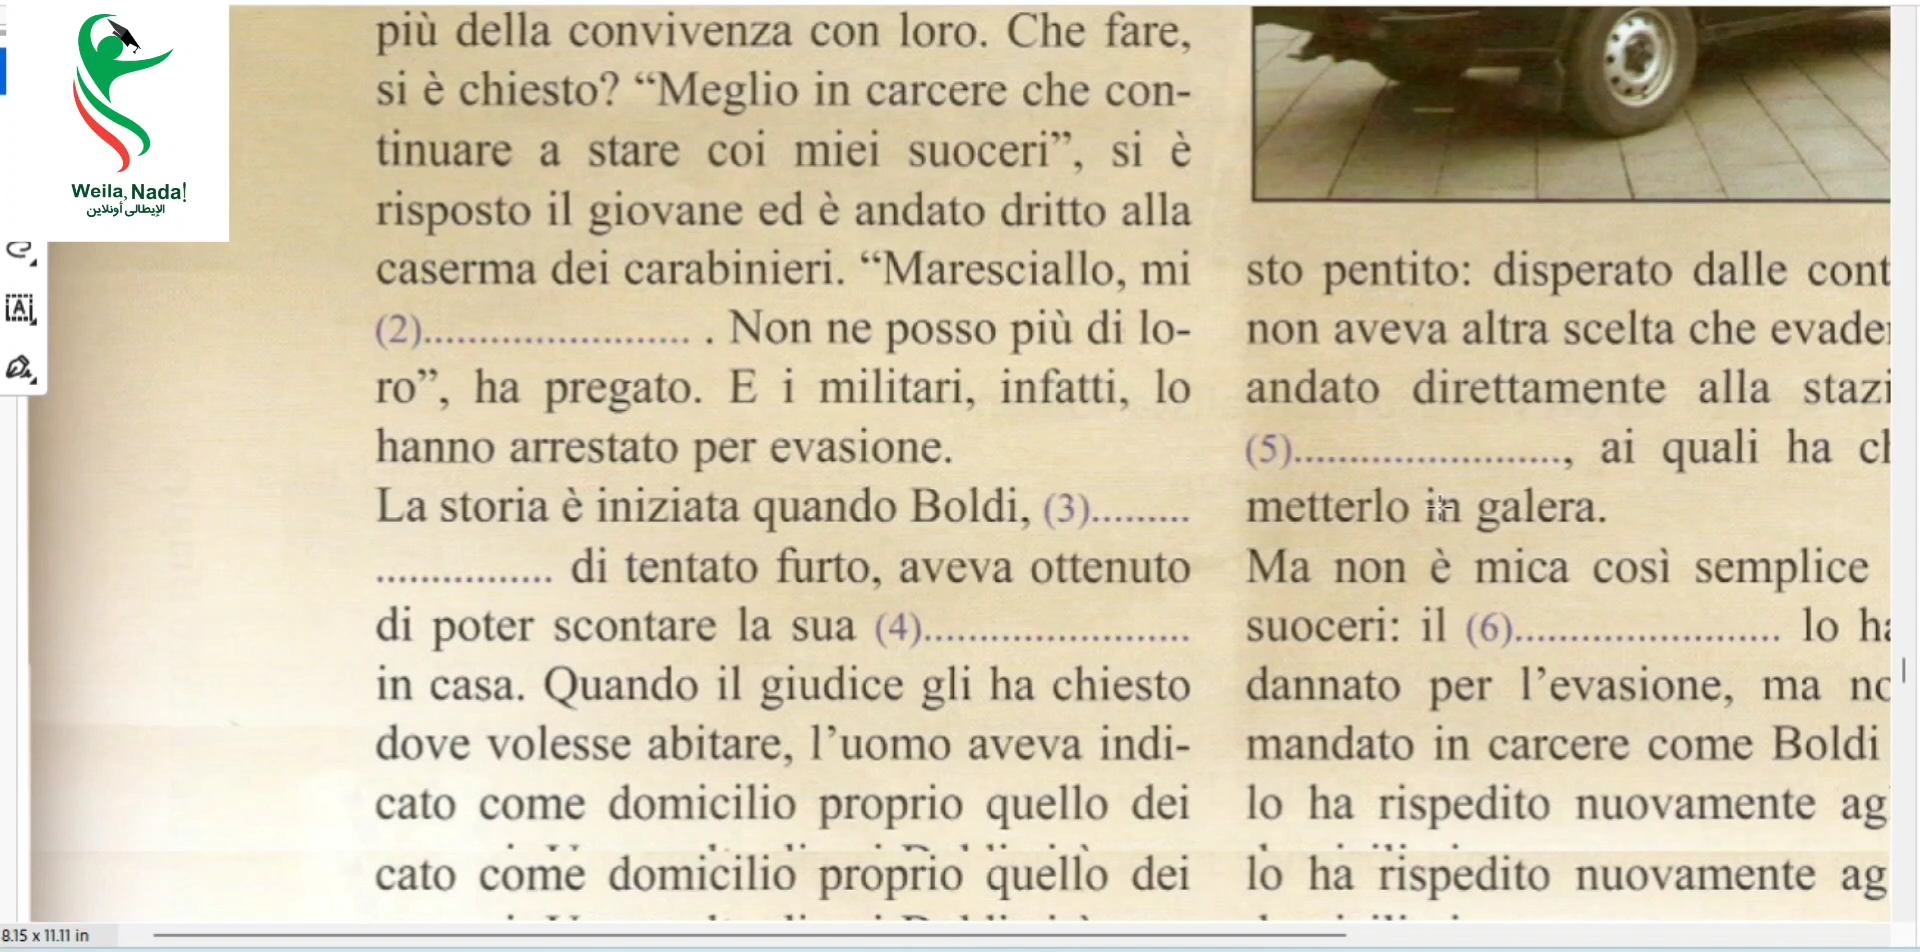 Weila, Nada!
الإيطالى أونلاين
più della convivenza con loro. Che fare,
si è chiesto? “Meglio in carcere che con-
tinuare a stare coi miei suoceri”, si è
risposto il giovane ed è andato dritto alla
caserma dei carabinieri. “Maresciallo, mi
(2)........................ . Non ne posso più di lo-
ro”, ha pregato. E i militari, infatti, lo
hanno arrestato per evasione.
La storia è iniziata quando Boldi, (3).........
................ di tentato furto, aveva ottenuto
di poter scontare la sua (4)........................
in casa. Quando il giudice gli ha chiesto
dove volesse abitare, l’uomo aveva indi-
cato come domicilio proprio quello dei
cato come domicilio proprio quello dei
sto pentito: disperato dalle cont
non aveva altra scelta che evade
andato direttamente alla stazi
(5)........................, ai quali ha c
metterlo in galera.
Ma non è mica così semplice
suoceri: il (6)........................ lo ha
dannato per l’evasione, ma no
mandato in carcere come Boldi
lo ha rispedito nuovamente ag
lo ha rispedito nuovamente ag
8.15 x 11.11 in